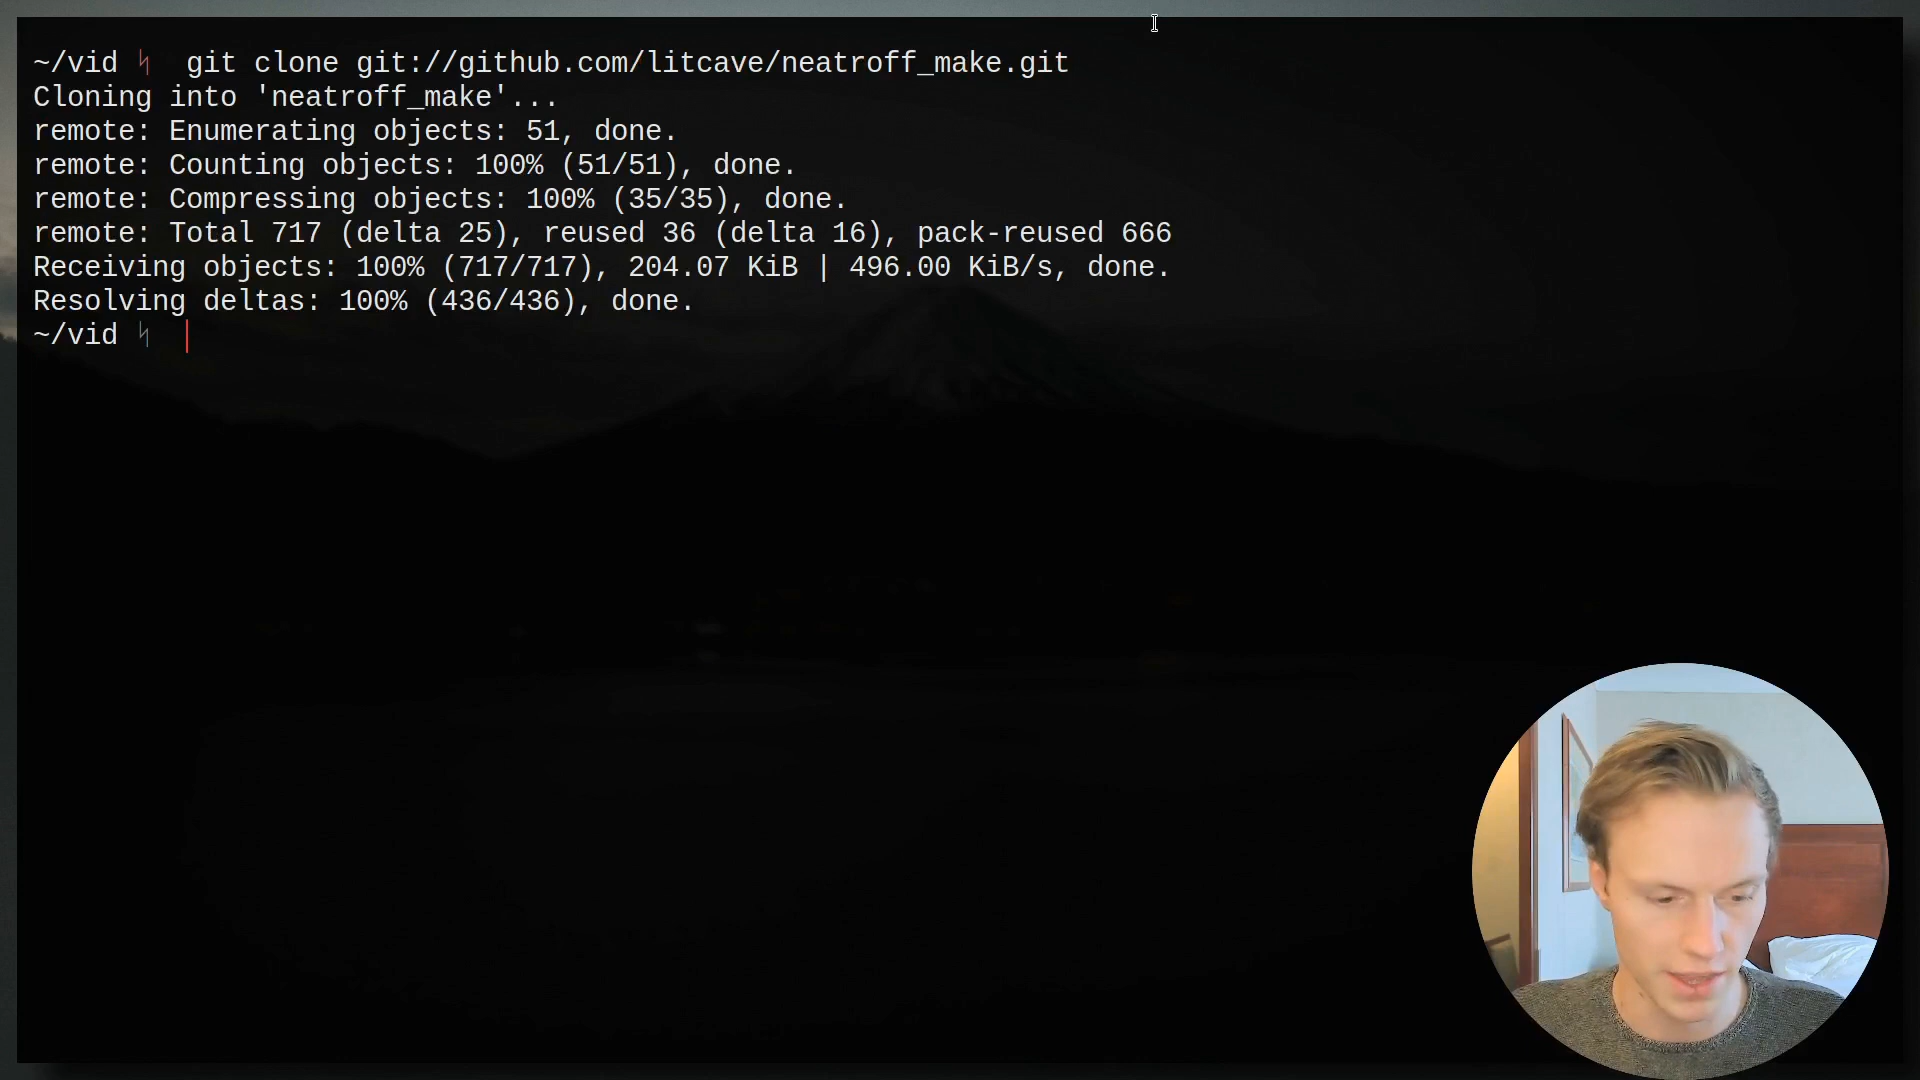 ~/vid ᛋ git clone git://github.com/litcave/neatroff_make.git
Cloning into 'neatroff_make'...
remote: Enumerating objects: 51, done.
remote: Counting objects: 100% (51/51), done.
remote: Compressing objects: 100% (35/35), done.
remote: Total 717 (delta 25), reused 36 (delta 16), pack-reused 666
Receiving objects: 100% (717/717), 204.07 KiB | 496.00 KiB/s, done.
Resolving deltas: 100% (436/436), done.
~/vid ᛋ